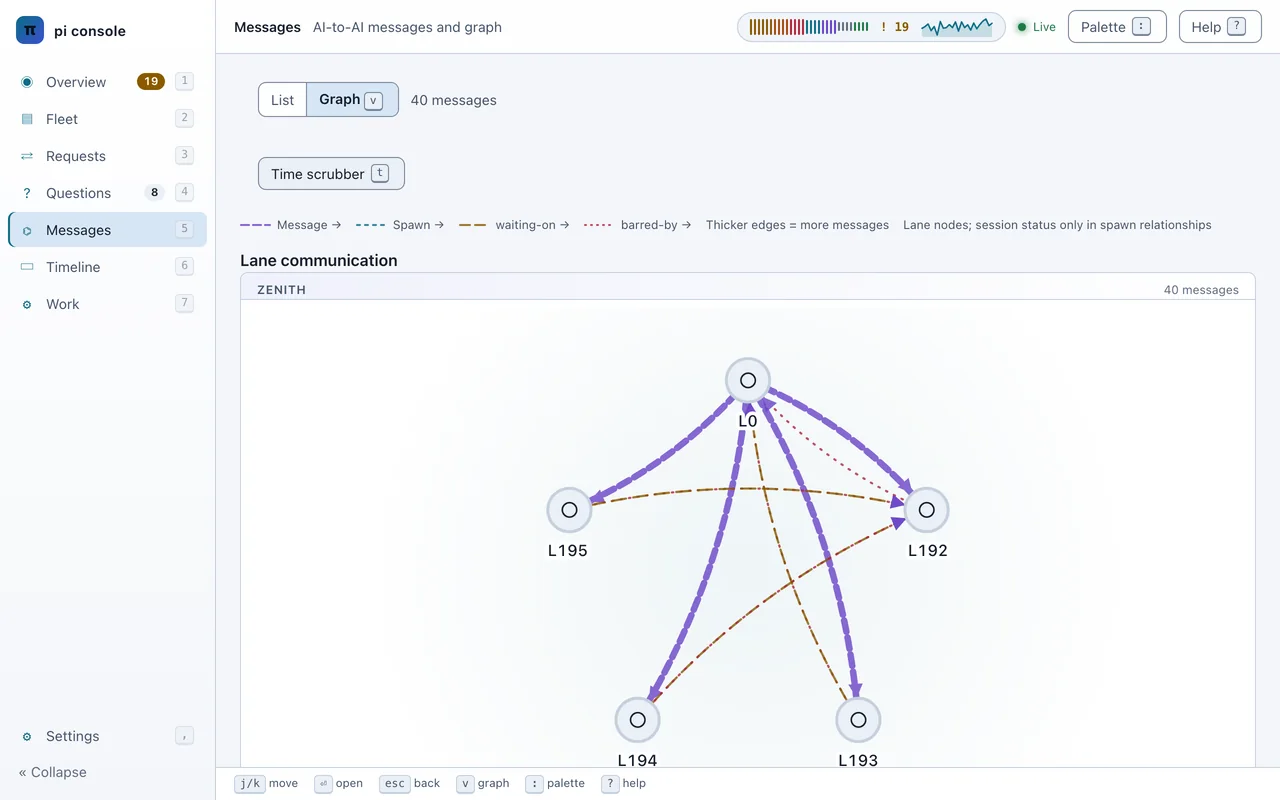 π pi console
Overview 19 1
Fleet 2
Requests 3
? Questions 8 4
Messages 5
Timeline 6
Work 7
Settings ,
« Collapse
Messages AI-to-AI messages and graph
! 19
Live
Palette :
Help ?
List Graph v 40 messages
Time scrubber t
Message → Spawn → waiting-on → barred-by → Thicker edges = more messages Lane nodes; session status only in spawn relationships
Lane communication
ZENITH 40 messages
L0
L195
L192
L194
L193
j/k move ⏎ open esc back v graph : palette ? help